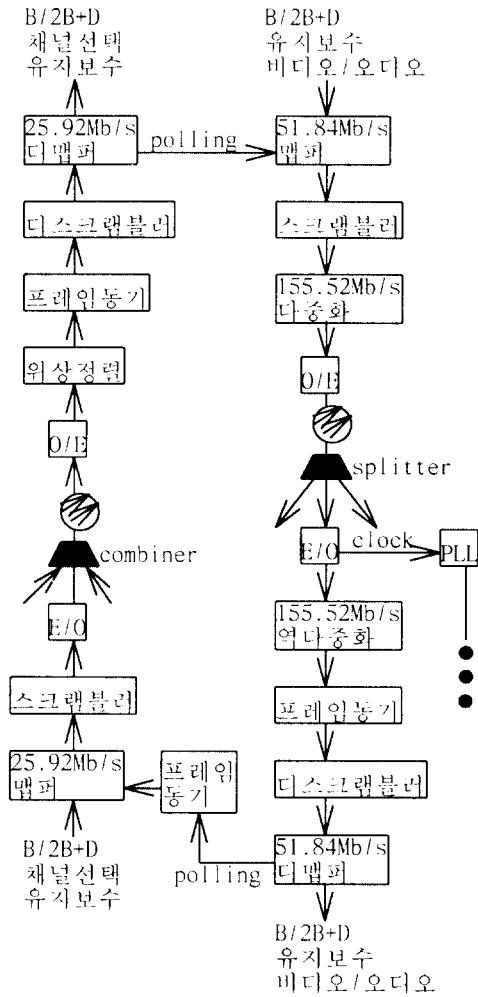 B/2B+D
채널선택
유지보수
25.92Mb/s
디맵퍼
polling
디스크램블러
프레임동기
위상정렬
O/E
combiner
E/O
스크램블러
25.92Mb/s
맵퍼
B/2B+D
채널선택
유지보수
B/2B+D
유지보수
비디오/오디오
51.84Mb/s
맵퍼
스크램블러
155.52Mb/s
다중화
O/E
splitter
E/O
clock
PLL
155.52Mb/s
역다중화
프레임동기
디스크램블러
51.84Mb/s
디맵퍼
polling
프레임
동기
B/2B+D
유지보수
비디오/오디오